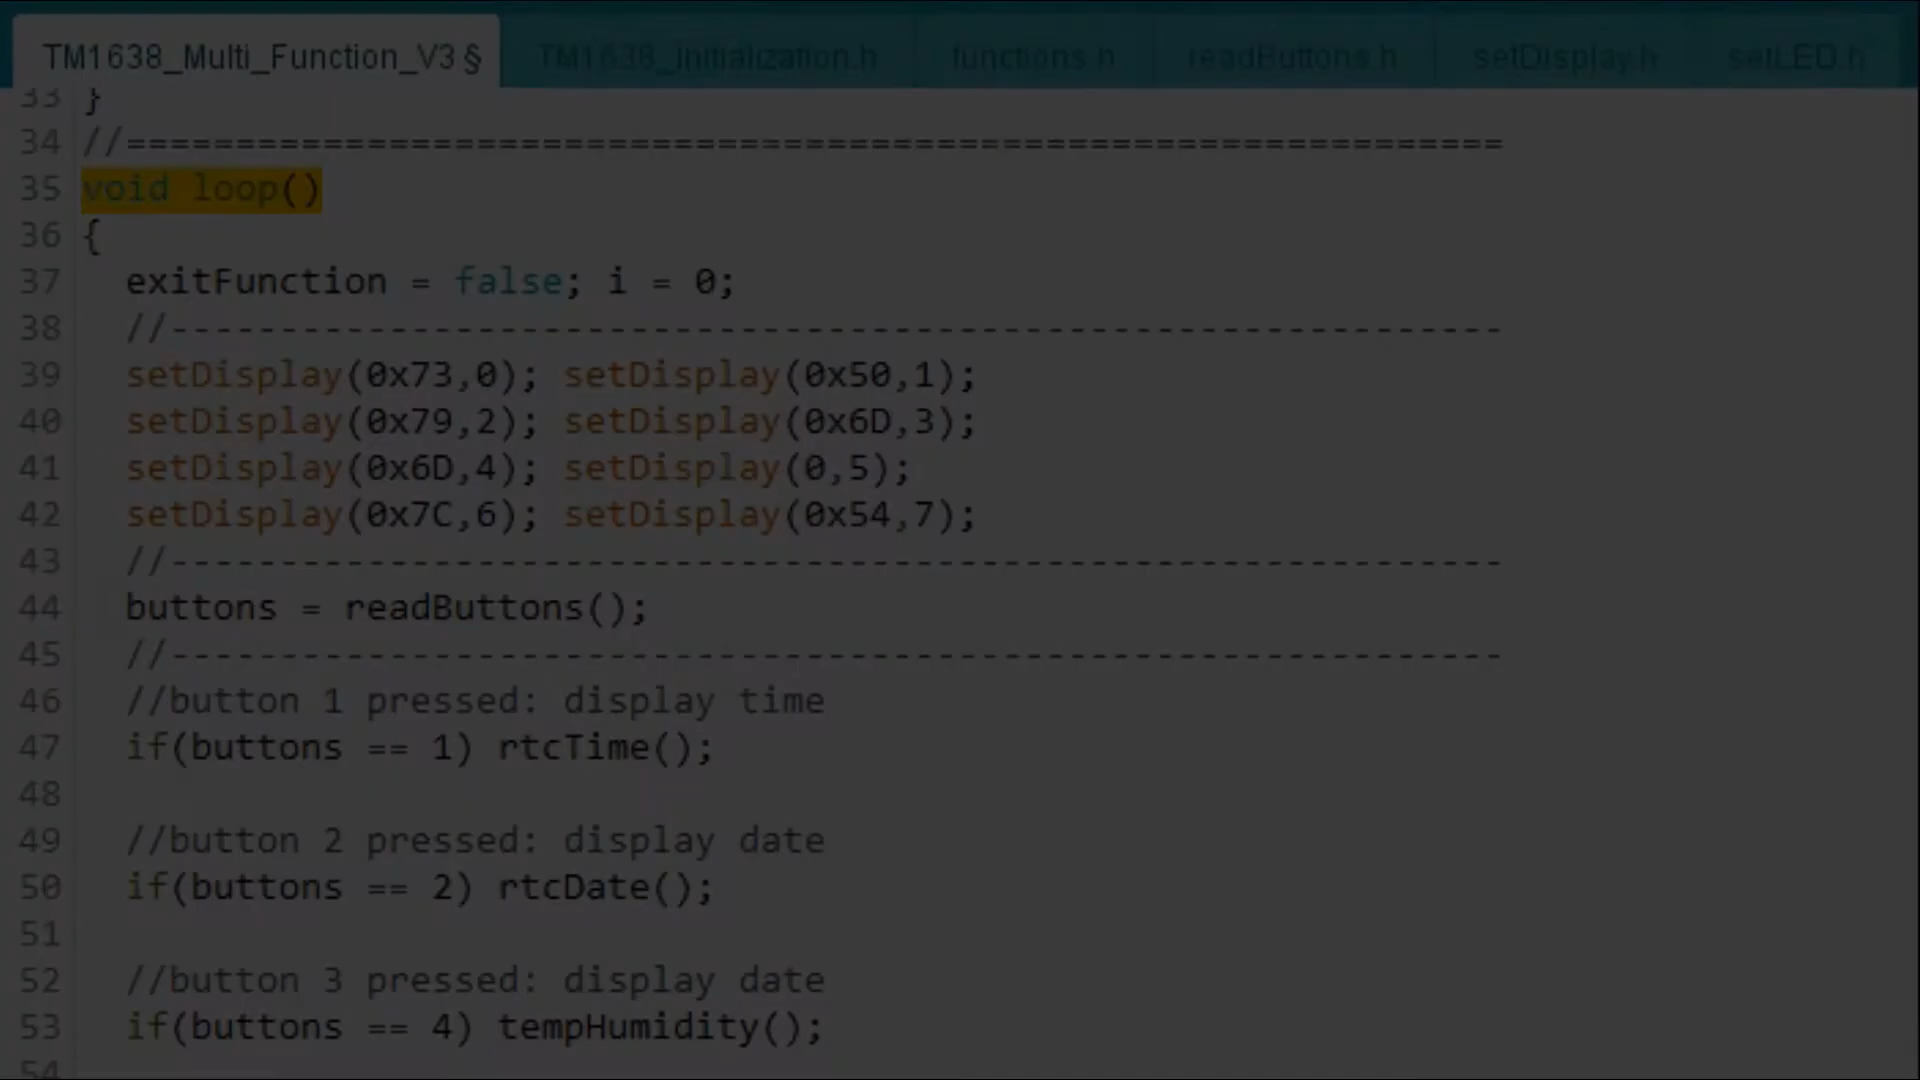 TM1638_Multi_Function_V3 § TM1638_Initialization.h functions.h readButtons.h setDisplay.h setLED.h
33 }
34 //===============================================================
35 void loop()
36 {
37 exitFunction = false; i = 0;
38 //-------------------------------------------------------------
39 setDisplay(0x73,0); setDisplay(0x50,1);
40 setDisplay(0x79,2); setDisplay(0x6D,3);
41 setDisplay(0x6D,4); setDisplay(0,5);
42 setDisplay(0x7C,6); setDisplay(0x54,7);
43 //-------------------------------------------------------------
44 buttons = readButtons();
45 //-------------------------------------------------------------
46 //button 1 pressed: display time
47 if(buttons == 1) rtcTime();
48
49 //button 2 pressed: display date
50 if(buttons == 2) rtcDate();
51
52 //button 3 pressed: display date
53 if(buttons == 4) tempHumidity();
54